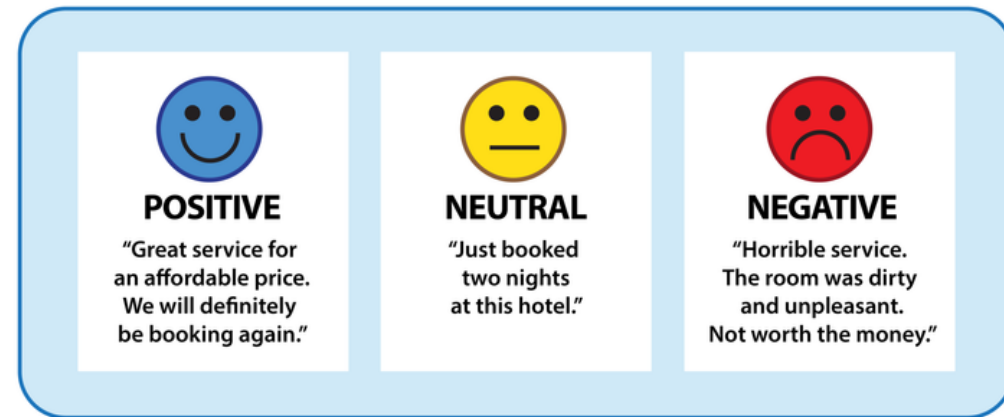 POSITIVE
“Great service for
an affordable price.
We will definitely
be booking again.”
NEUTRAL
“Just booked
two nights
at this hotel.”
NEGATIVE
“Horrible service.
The room was dirty
and unpleasant.
Not worth the money.”